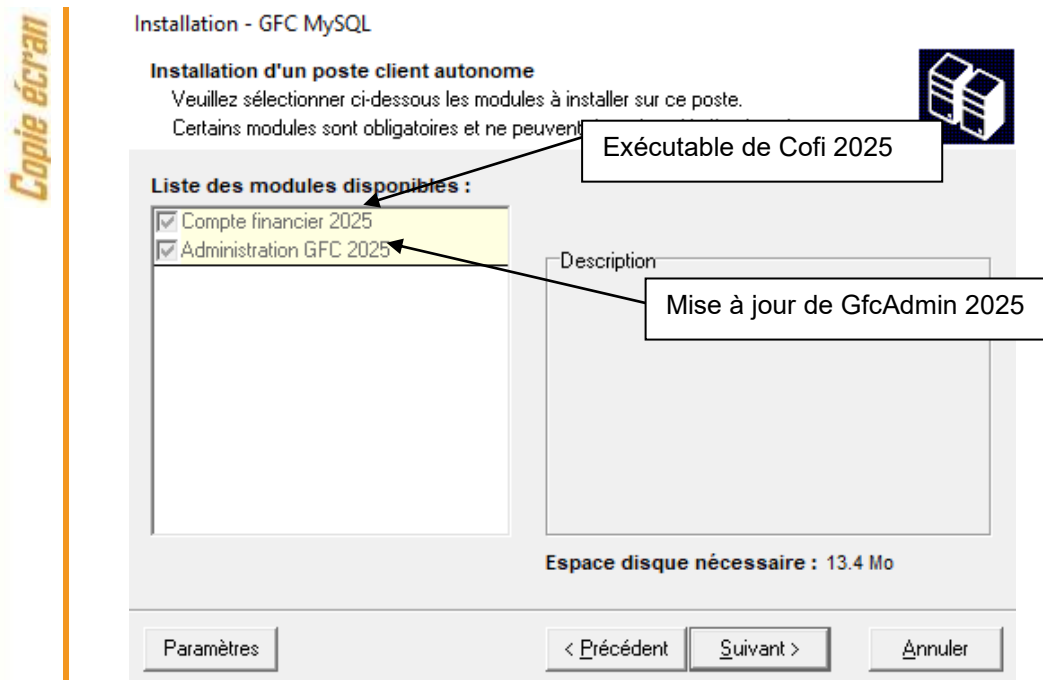 Copie écran
Installation - GFC MySQL
Installation d'un poste client autonome
Veuillez sélectionner ci-dessous les modules à installer sur ce poste.
Certains modules sont obligatoires et ne peuvent
Exécutable de Cofi 2025
Liste des modules disponibles :
Compte financier 2025
Administration GFC 2025
Description
Mise à jour de GfcAdmin 2025
Espace disque nécessaire : 13.4 Mo
Paramètres
< Précédent
Suivant >
Annuler